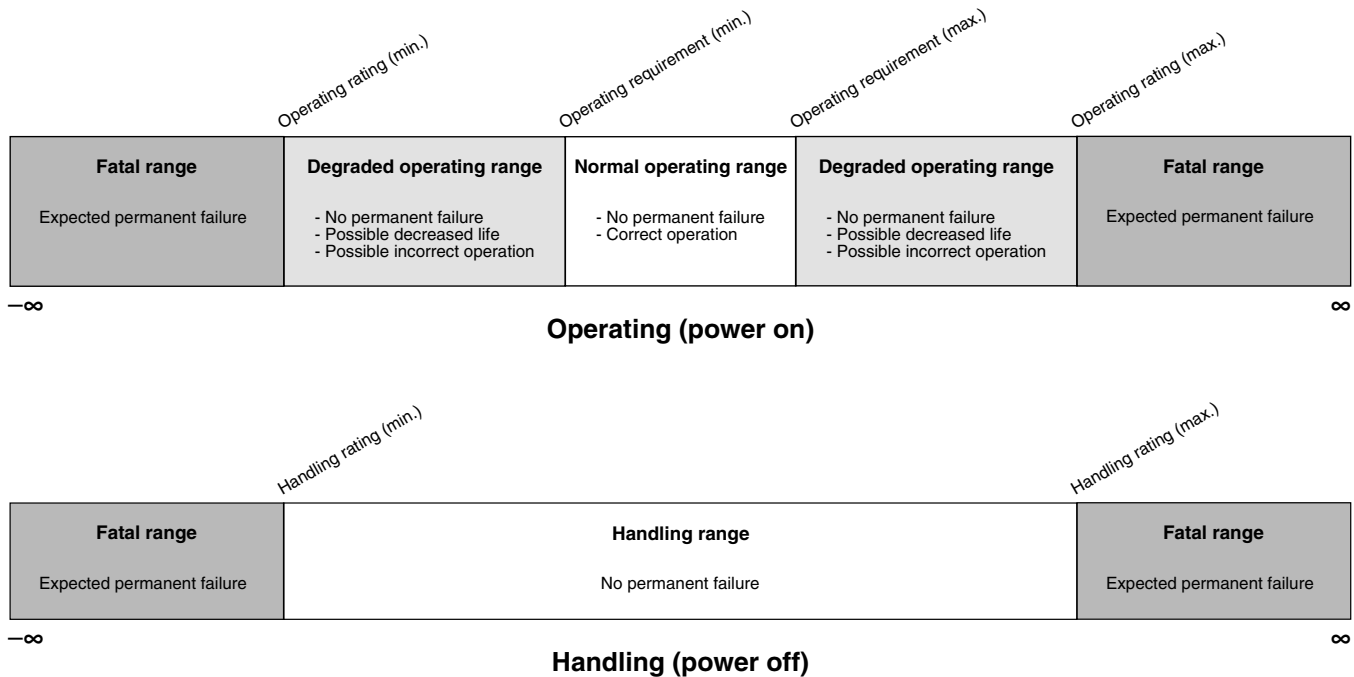 Operating rating (min.)
Operating requirement (min.)
Operating requirement (max.)
Operating rating (max.)
Fatal range
Expected permanent failure
Degraded operating range
- No permanent failure
- Possible decreased life
- Possible incorrect operation
Normal operating range
- No permanent failure
- Correct operation
Degraded operating range
- No permanent failure
- Possible decreased life
- Possible incorrect operation
Fatal range
Expected permanent failure
−∞
∞
Operating (power on)
Handling rating (min.)
Handling rating (max.)
Fatal range
Expected permanent failure
Handling range
No permanent failure
Fatal range
Expected permanent failure
−∞
∞
Handling (power off)